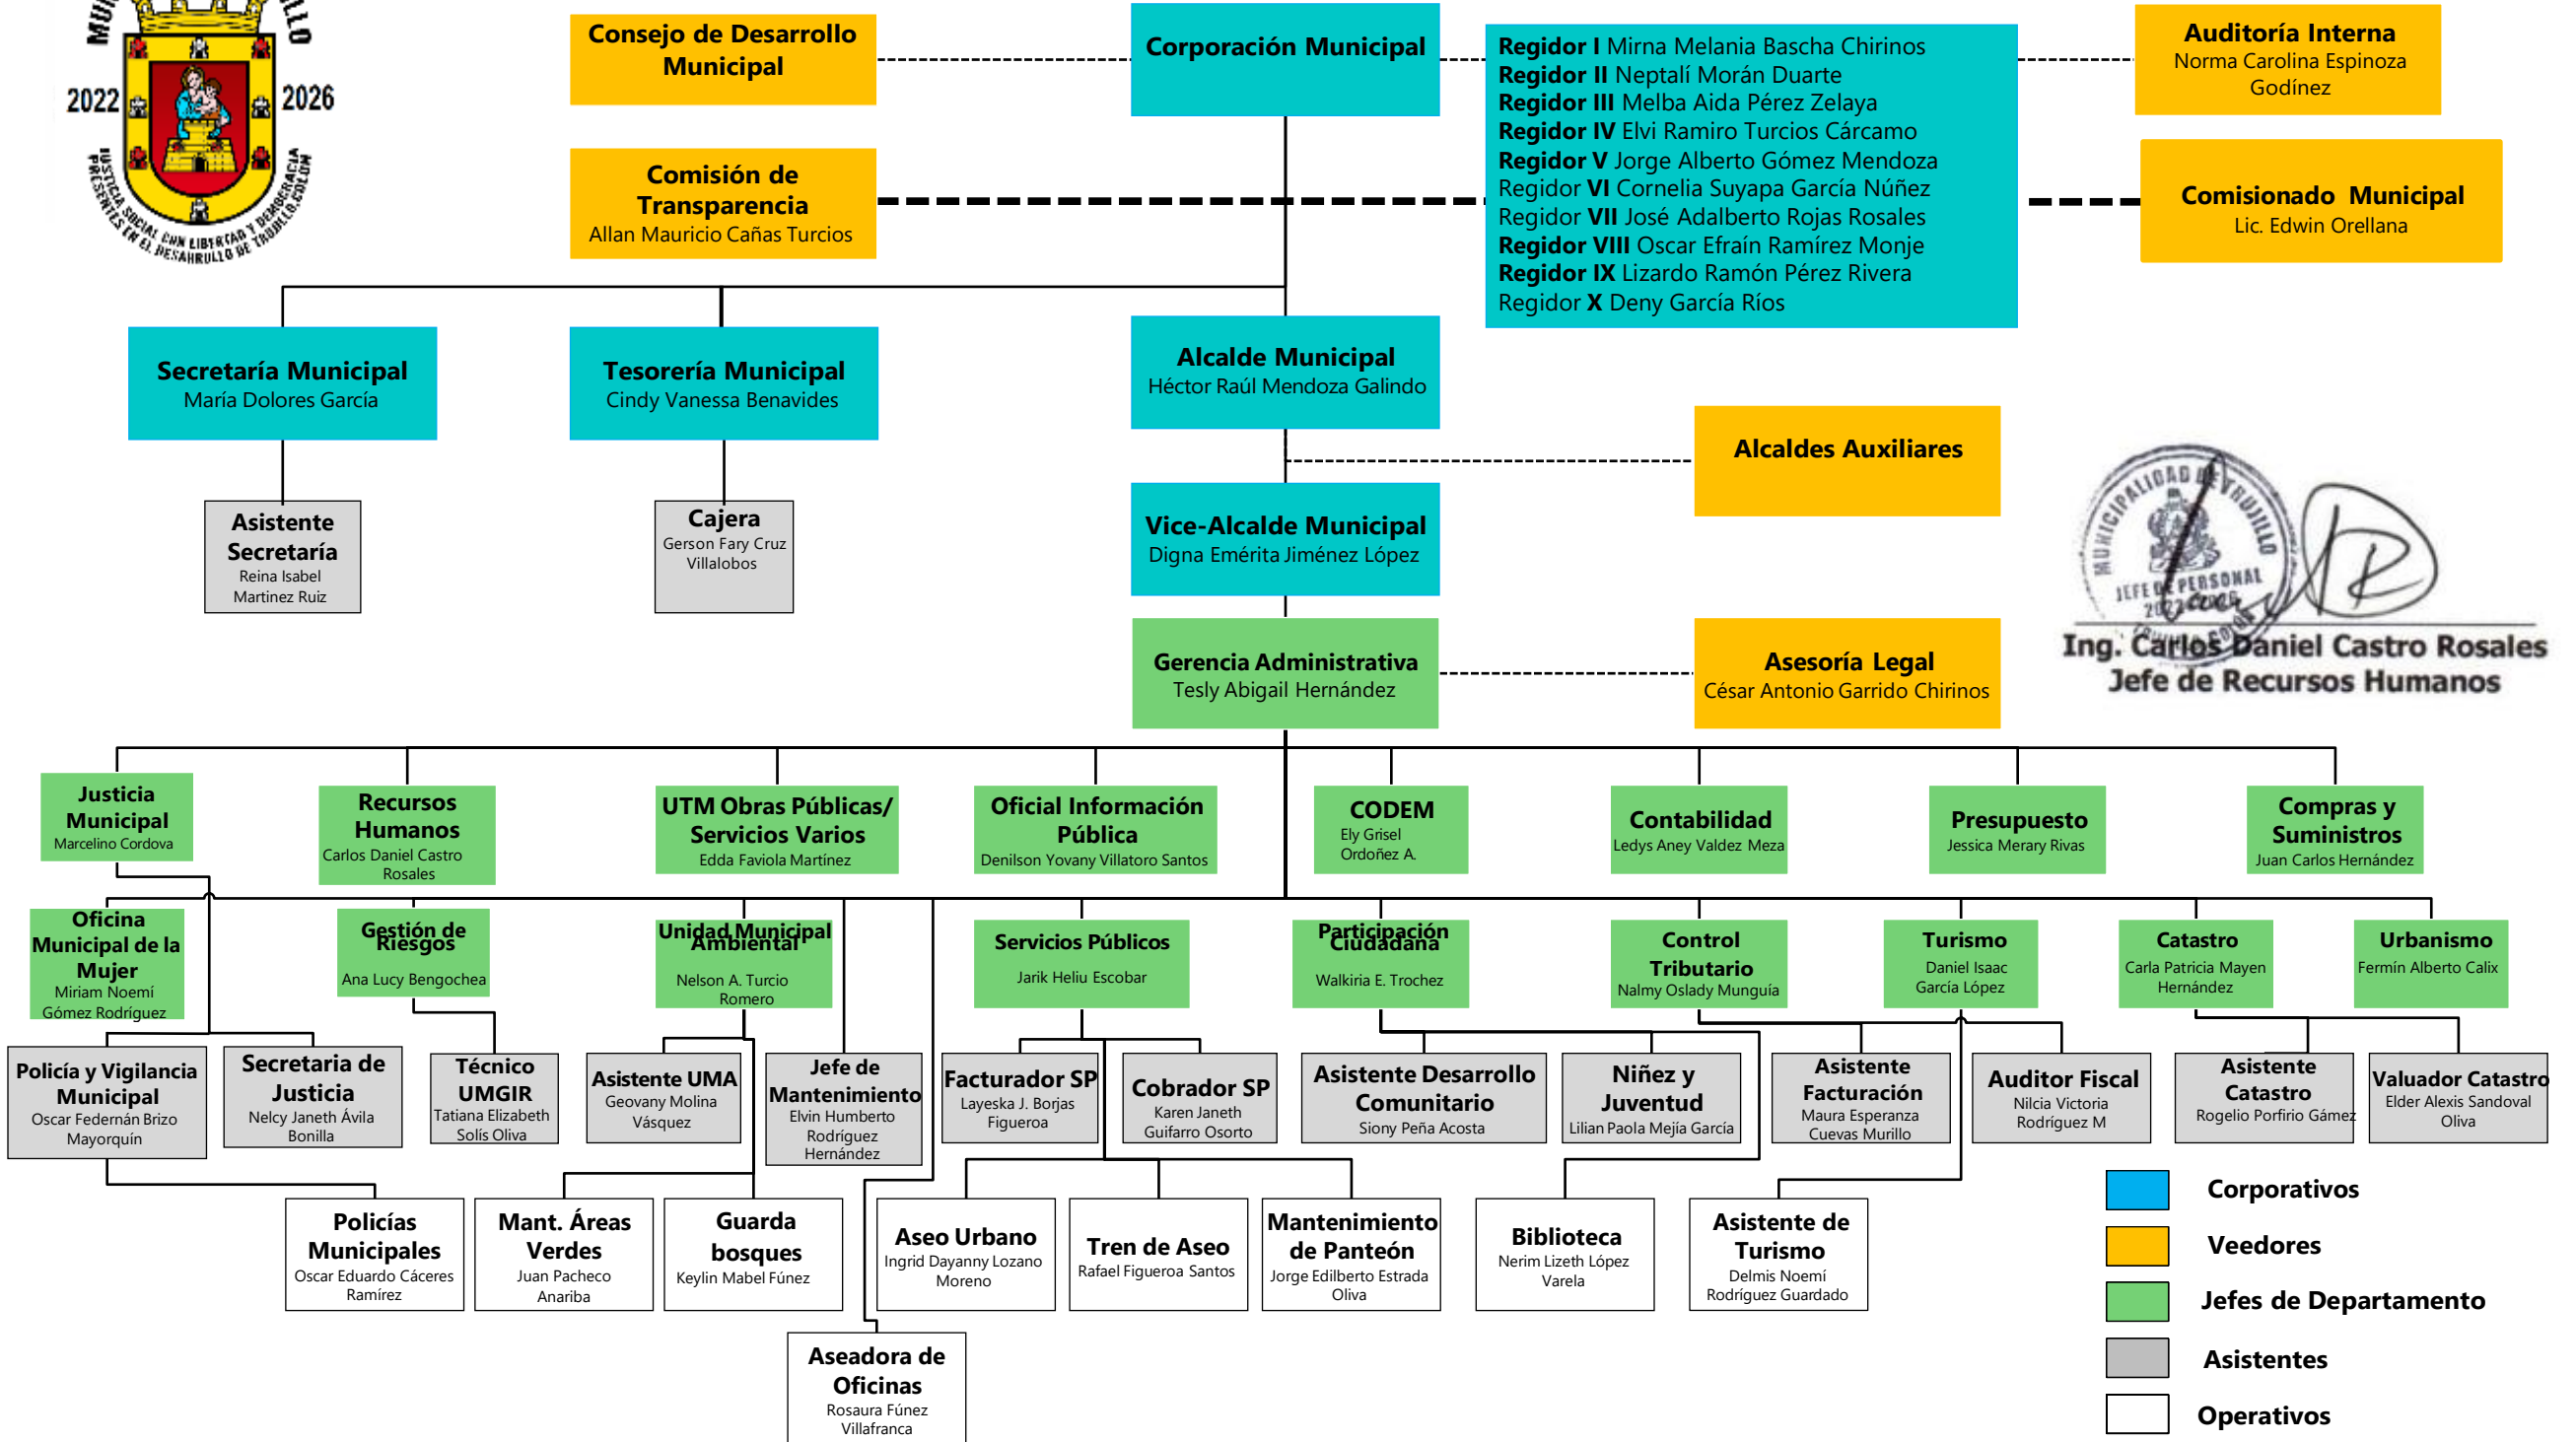 2022
2026
JUSTICIA SOCIAL CON LIBERTAD Y DEMOCRACIA
Consejo de Desarrollo
Municipal
Corporación Municipal
Regidor I Mirna Melania Bascha Chirinos
Regidor II Neptalí Morán Duarte
Regidor III Melba Aida Pérez Zelaya
Regidor IV Elvi Ramiro Turcios Cárcamo
Regidor V Jorge Alberto Gómez Mendoza
Regidor VI Cornelia Suyapa García Núñez
Regidor VII José Adalberto Rojas Rosales
Regidor VIII Oscar Efraín Ramírez Monje
Regidor IX Lizardo Ramón Pérez Rivera
Regidor X Deny García Ríos
Auditoría Interna
Norma Carolina Espinoza
Godínez
Comisión de
Transparencia
Allan Mauricio Cañas Turcios
Comisionado Municipal
Lic. Edwin Orellana
Secretaría Municipal
María Dolores García
Tesorería Municipal
Cindy Vanessa Benavides
Alcalde Municipal
Héctor Raúl Mendoza Galindo
Alcaldes Auxiliares
Asistente
Secretaría
Reina Isabel
Martinez Ruiz
Cajera
Gerson Fary Cruz
Villalobos
Vice-Alcalde Municipal
Digna Emérita Jiménez López
MUNICIPALIDAD DE TRUJILLO
JEFE DE PERSONAL
Ing. Carlos Daniel Castro Rosales
Jefe de Recursos Humanos
Gerencia Administrativa
Tesly Abigail Hernández
Asesoría Legal
César Antonio Garrido Chirinos
Justicia
Municipal
Marcelino Cordova
Recursos
Humanos
Carlos Daniel Castro
Rosales
UTM Obras Públicas/
Servicios Varios
Edda Faviola Martínez
Oficial Información
Pública
Denilson Yovany Villatoro Santos
CODEM
Ely Grisel
Ordoñez A.
Contabilidad
Ledys Aney Valdez Meza
Presupuesto
Jessica Merary Rivas
Compras y
Suministros
Juan Carlos Hernández
Oficina
Municipal de la
Mujer
Miriam Noemí
Gómez Rodríguez
Gestión de
Riesgos
Ana Lucy Bengochea
Unidad Municipal
Ambiental
Nelson A. Turcio
Romero
Servicios Públicos
Jarik Heliu Escobar
Participación
Ciudadana
Walkiria E. Trochez
Control
Tributario
Nalmy Oslady Munguía
Turismo
Daniel Isaac
García López
Catastro
Carla Patricia Mayen
Hernández
Urbanismo
Fermín Alberto Calix
Policía y Vigilancia
Municipal
Oscar Federnán Brizo
Mayorquín
Secretaria de
Justicia
Nelcy Janeth Ávila
Bonilla
Técnico
UMGIR
Tatiana Elizabeth
Solís Oliva
Asistente UMA
Geovany Molina
Vásquez
Jefe de
Mantenimiento
Elvin Humberto
Rodríguez
Hernández
Facturador SP
Layeska J. Borjas
Figueroa
Cobrador SP
Karen Janeth
Guifarro Osorto
Asistente Desarrollo
Comunitario
Siony Peña Acosta
Niñez y
Juventud
Lilian Paola Mejía García
Asistente
Facturación
Maura Esperanza
Cuevas Murillo
Auditor Fiscal
Nilcia Victoria
Rodríguez M
Asistente
Catastro
Rogelio Porfirio Gámez
Valuador Catastro
Elder Alexis Sandoval
Oliva
Policías
Municipales
Oscar Eduardo Cáceres
Ramírez
Mant. Áreas
Verdes
Juan Pacheco
Anariba
Guarda
bosques
Keylin Mabel Fúnez
Aseo Urbano
Ingrid Dayanny Lozano
Moreno
Tren de Aseo
Rafael Figueroa Santos
Mantenimiento
de Panteón
Jorge Edilberto Estrada
Oliva
Biblioteca
Nerim Lizeth López
Varela
Asistente de
Turismo
Delmis Noemí
Rodríguez Guardado
Aseadora de
Oficinas
Rosaura Fúnez
Villafranca
Corporativos
Veedores
Jefes de Departamento
Asistentes
Operativos